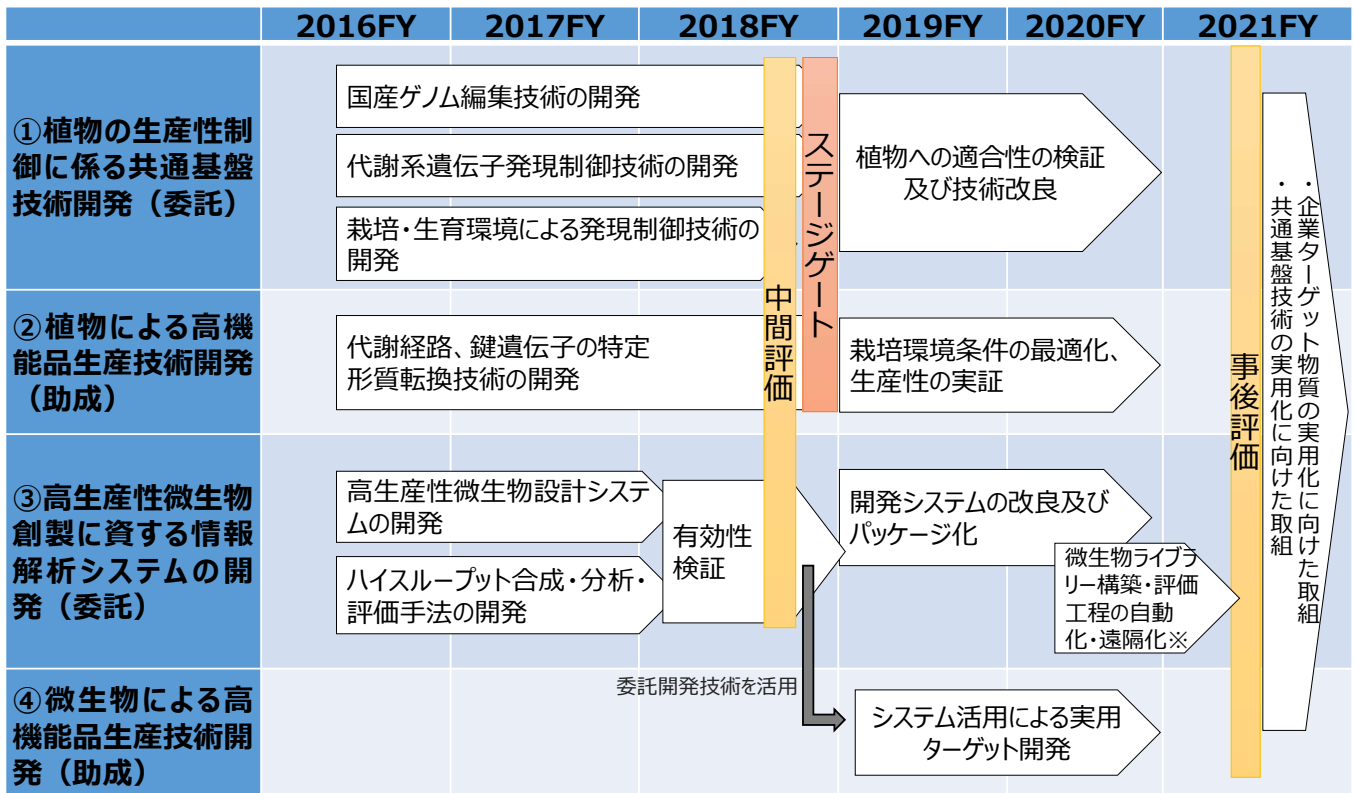 2016FY
2017FY
2018FY
2019FY
2020FY
2021FY
①植物の生産性制
御に係る共通基盤
技術開発（委託）
国産ゲノム編集技術の開発
代謝系遺伝子発現制御技術の開発
栽培・生育環境による発現制御技術の
開発
ステージゲート
植物への適合性の検証
及び技術改良
②植物による高機
能品生産技術開発
（助成）
代謝経路、鍵遺伝子の特定
形質転換技術の開発
中間評価
栽培環境条件の最適化、
生産性の実証
③高生産性微生物
創製に資する情報
解析システムの開
発（委託）
高生産性微生物設計システ
ムの開発
ハイスループット合成・分析・
評価手法の開発
有効性
検証
開発システムの改良及び
パッケージ化
微生物ライブラ
リー構築・評価
工程の自動
化・遠隔化※
④微生物による高
機能品生産技術開
発（助成）
委託開発技術を活用
システム活用による実用
ターゲット開発
事後評価
・企業ターゲット物質の実用化に向けた取組
・共通基盤技術の実用化に向けた取組